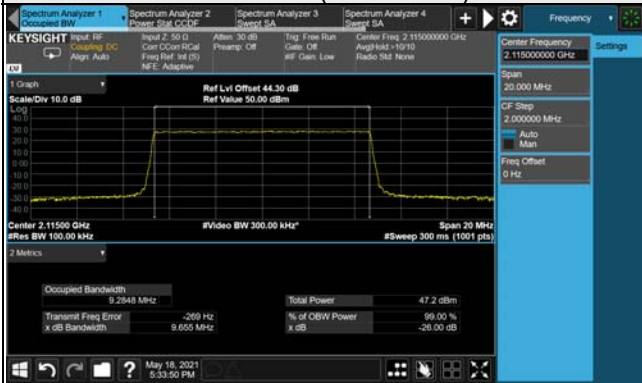 Spectrum Analyzer 1
Occupied BW
Spectrum Analyzer 2
Power Stat CCDF
Spectrum Analyzer 3
Swept SA
Spectrum Analyzer 4
Swept SA
Frequency
KEYSIGHT
Input: RF
Coupling: DC
Align: Auto
Input Z: 50 Ω
Corr CCorr RCal
Freq Ref: Int (S)
NFE: Adaptive
Atten: 30 dB
Preamp: Off
Trig: Free Run
Gate: Off
#IF Gain: Low
Center Freq: 2.115000000 GHz
Avg|Hold:>10/10
Radio Std: None
LXI
Center Frequency
2.115000000 GHz
Settings
Span
20.000 MHz
CF Step
2.000000 MHz
Auto
Man
Freq Offset
0 Hz
1 Graph
Scale/Div 10.0 dB
Ref Lvl Offset 44.30 dB
Ref Value 50.00 dBm
Log
40.0
30.0
20.0
10.0
0.00
-10.0
-20.0
-30.0
-40.0
Center 2.11500 GHz
#Res BW 100.00 kHz
#Video BW 300.00 kHz*
Span 20 MHz
#Sweep 300 ms (1001 pts)
2 Metrics
Occupied Bandwidth
9.2848 MHz
Total Power
47.2 dBm
Transmit Freq Error
-269 Hz
% of OBW Power
99.00 %
x dB Bandwidth
9.655 MHz
x dB
-26.00 dB
?
May 18, 2021
5:33:50 PM